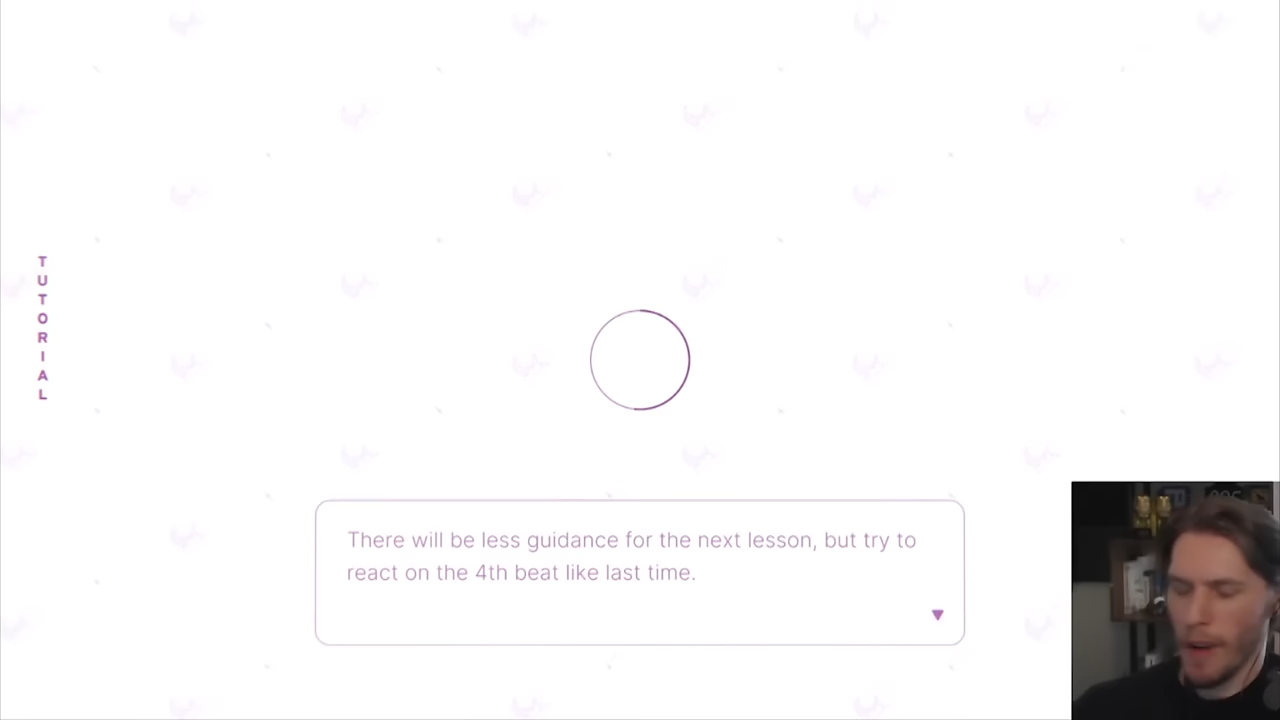 TUTORIAL
There will be less guidance for the next lesson, but try to
react on the 4th beat like last time.